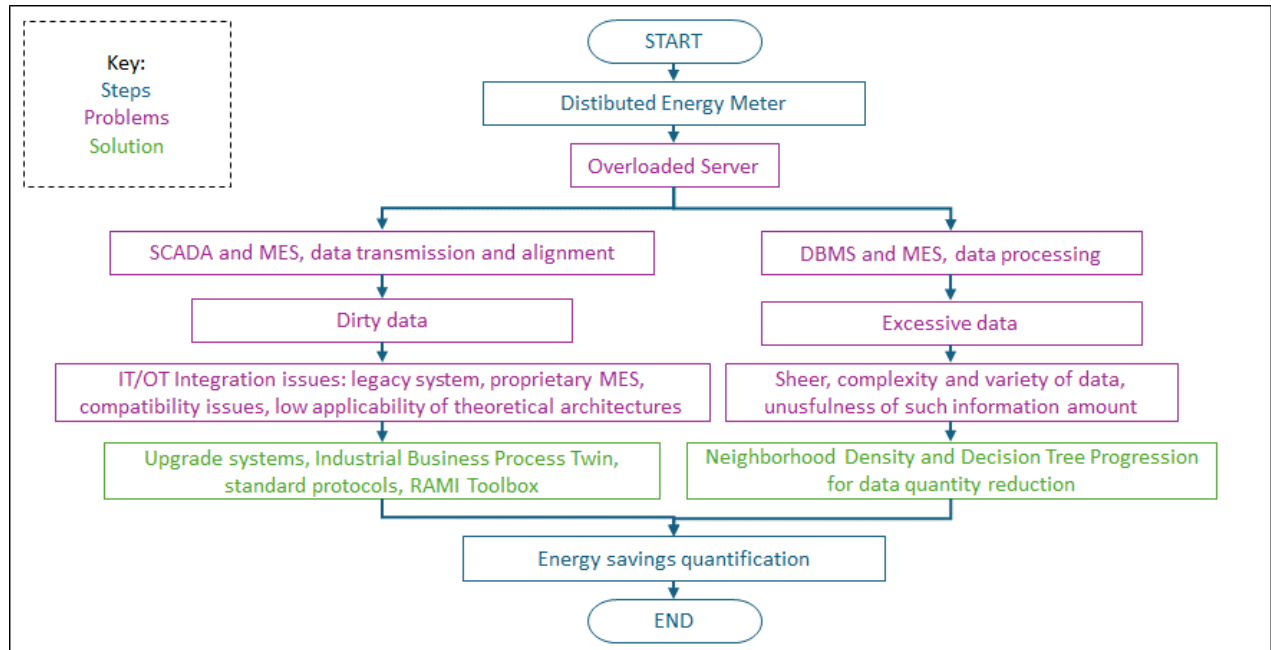 Key:
Steps
Problems
Solution
START
Distibuted Energy Meter
Overloaded Server
SCADA and MES, data transmission and alignment
DBMS and MES, data processing
Dirty data
Excessive data
IT/OT Integration issues: legacy system, proprietary MES,
compatibility issues, low applicability of theoretical architectures
Sheer, complexity and variety of data,
unusfulness of such information amount
Upgrade systems, Industrial Business Process Twin,
standard protocols, RAMI Toolbox
Neighborhood Density and Decision Tree Progression
for data quantity reduction
Energy savings quantification
END